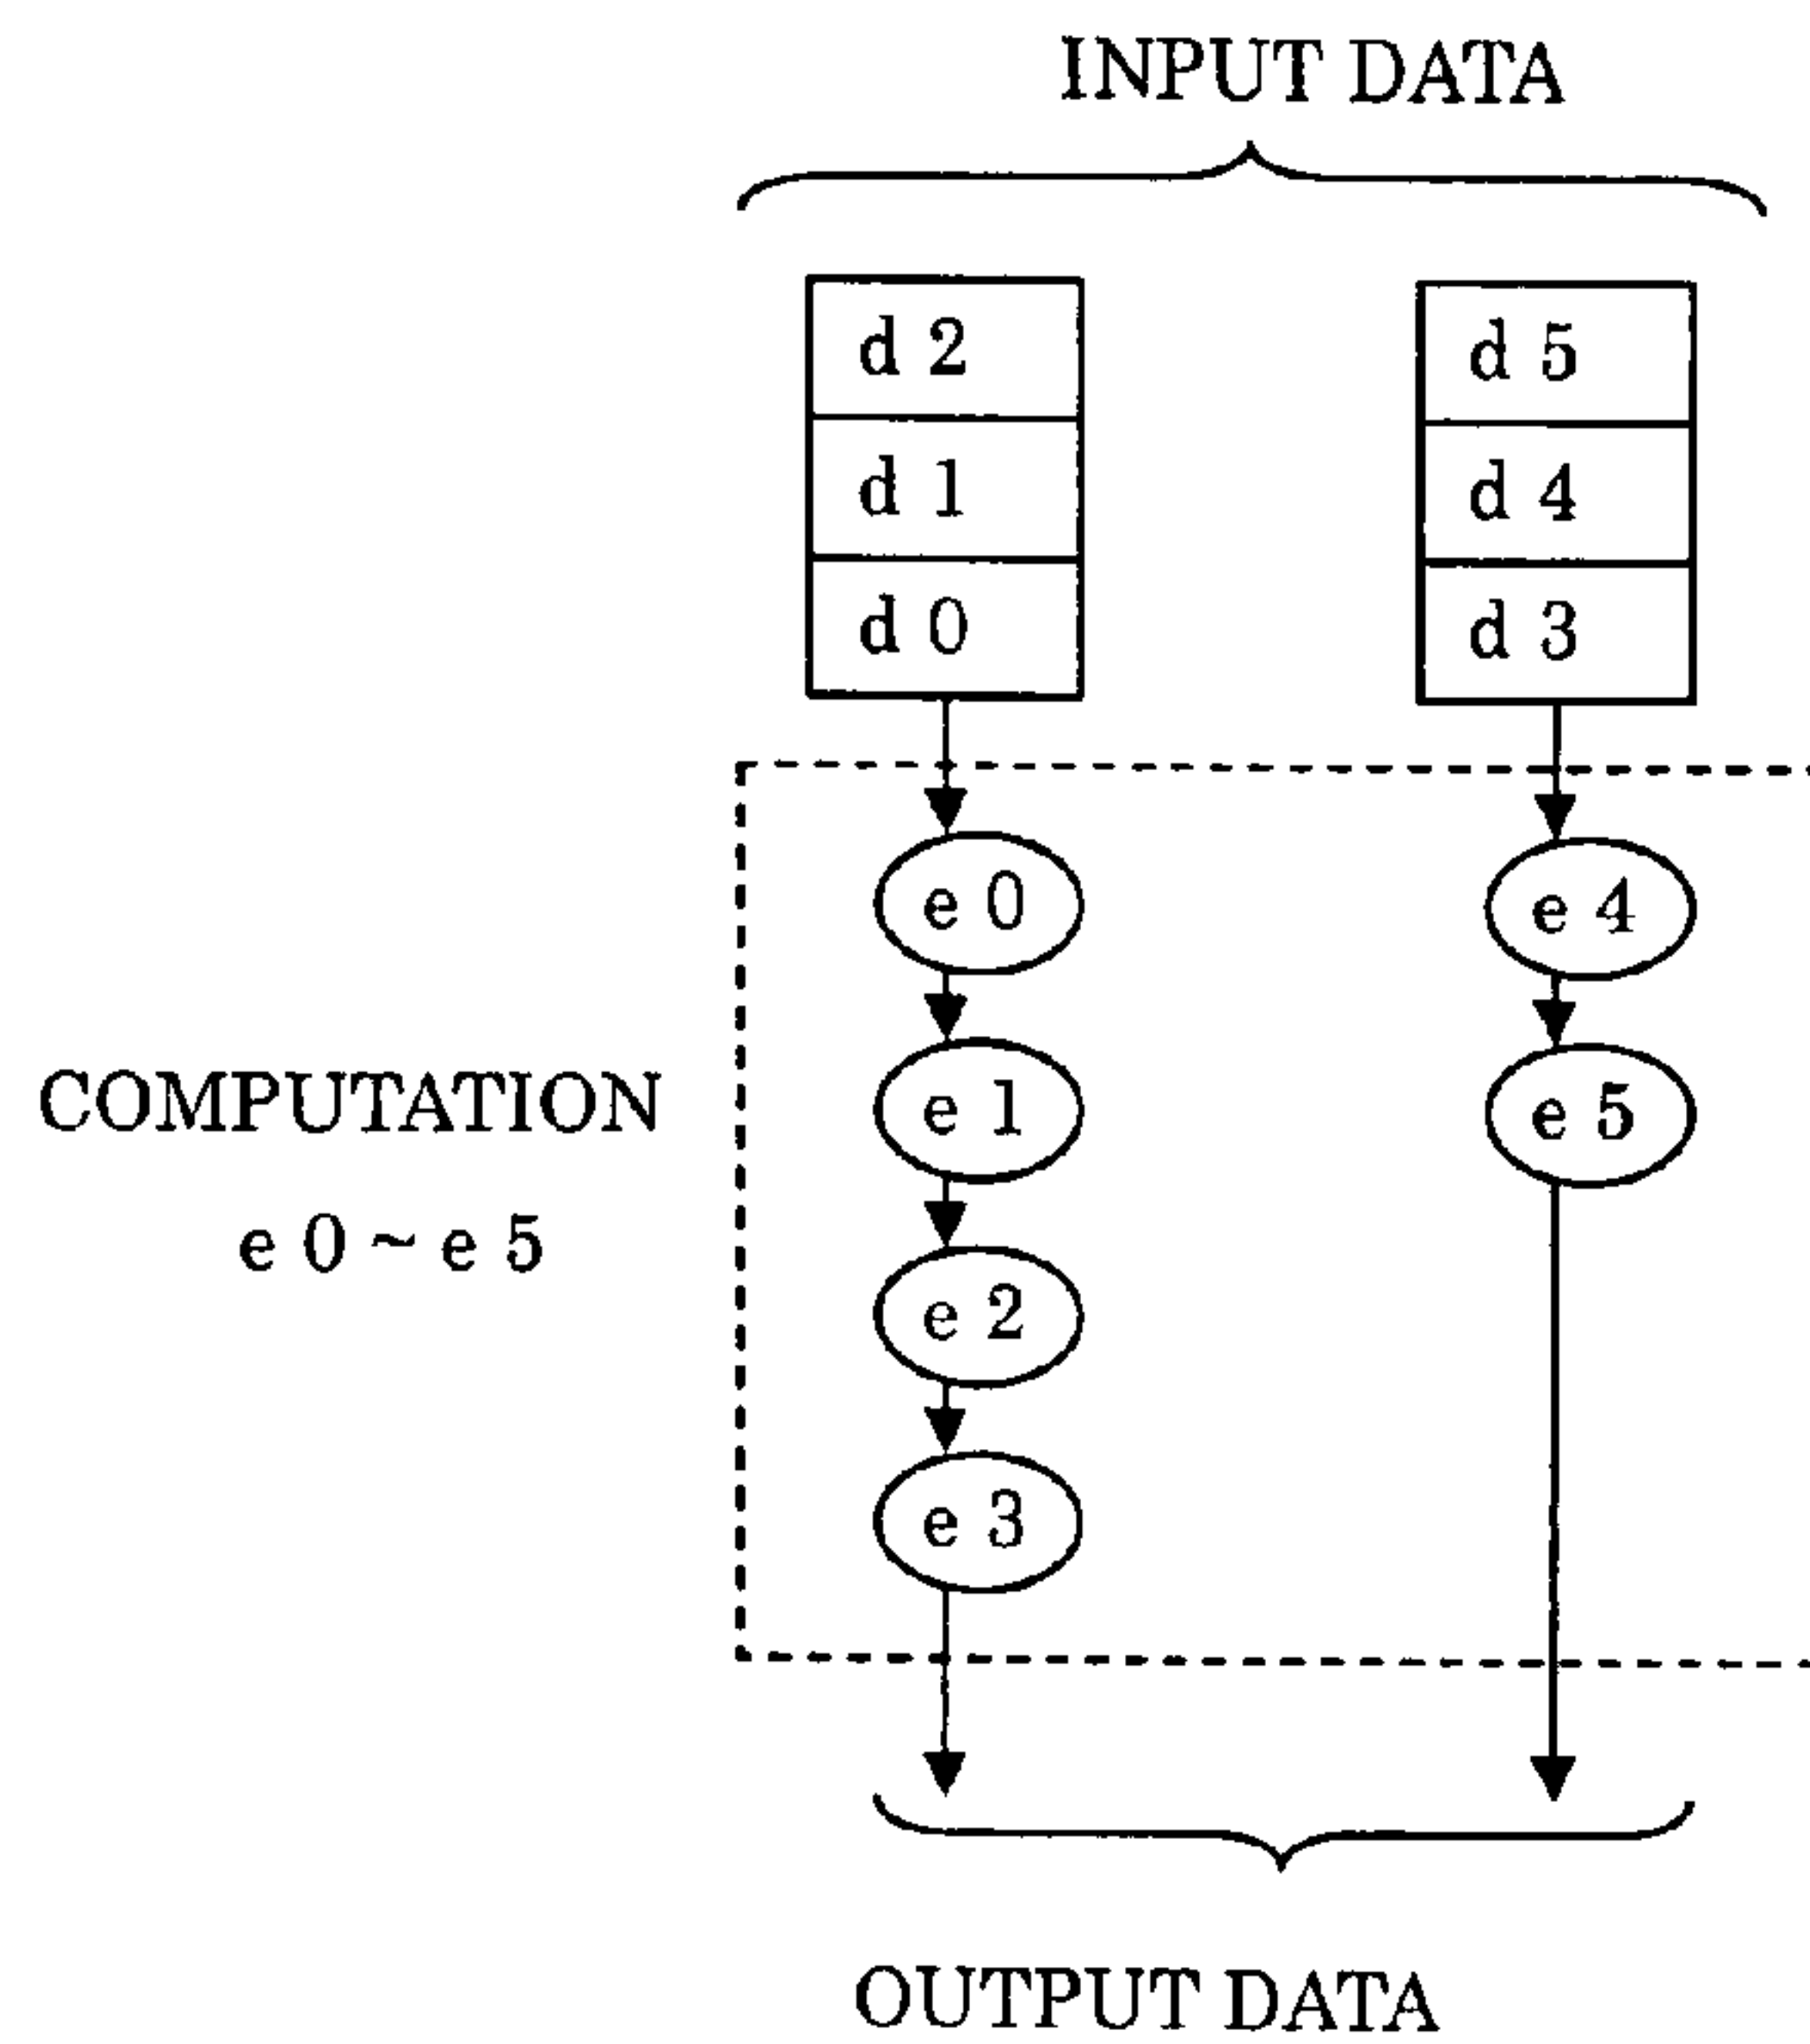 INPUT DATA
d 2
d 1
d 0
d 5
d 4
d 3
COMPUTATION
e 0 ~ e 5
e 0
e 1
e 2
e 3
e 4
e 5
OUTPUT DATA